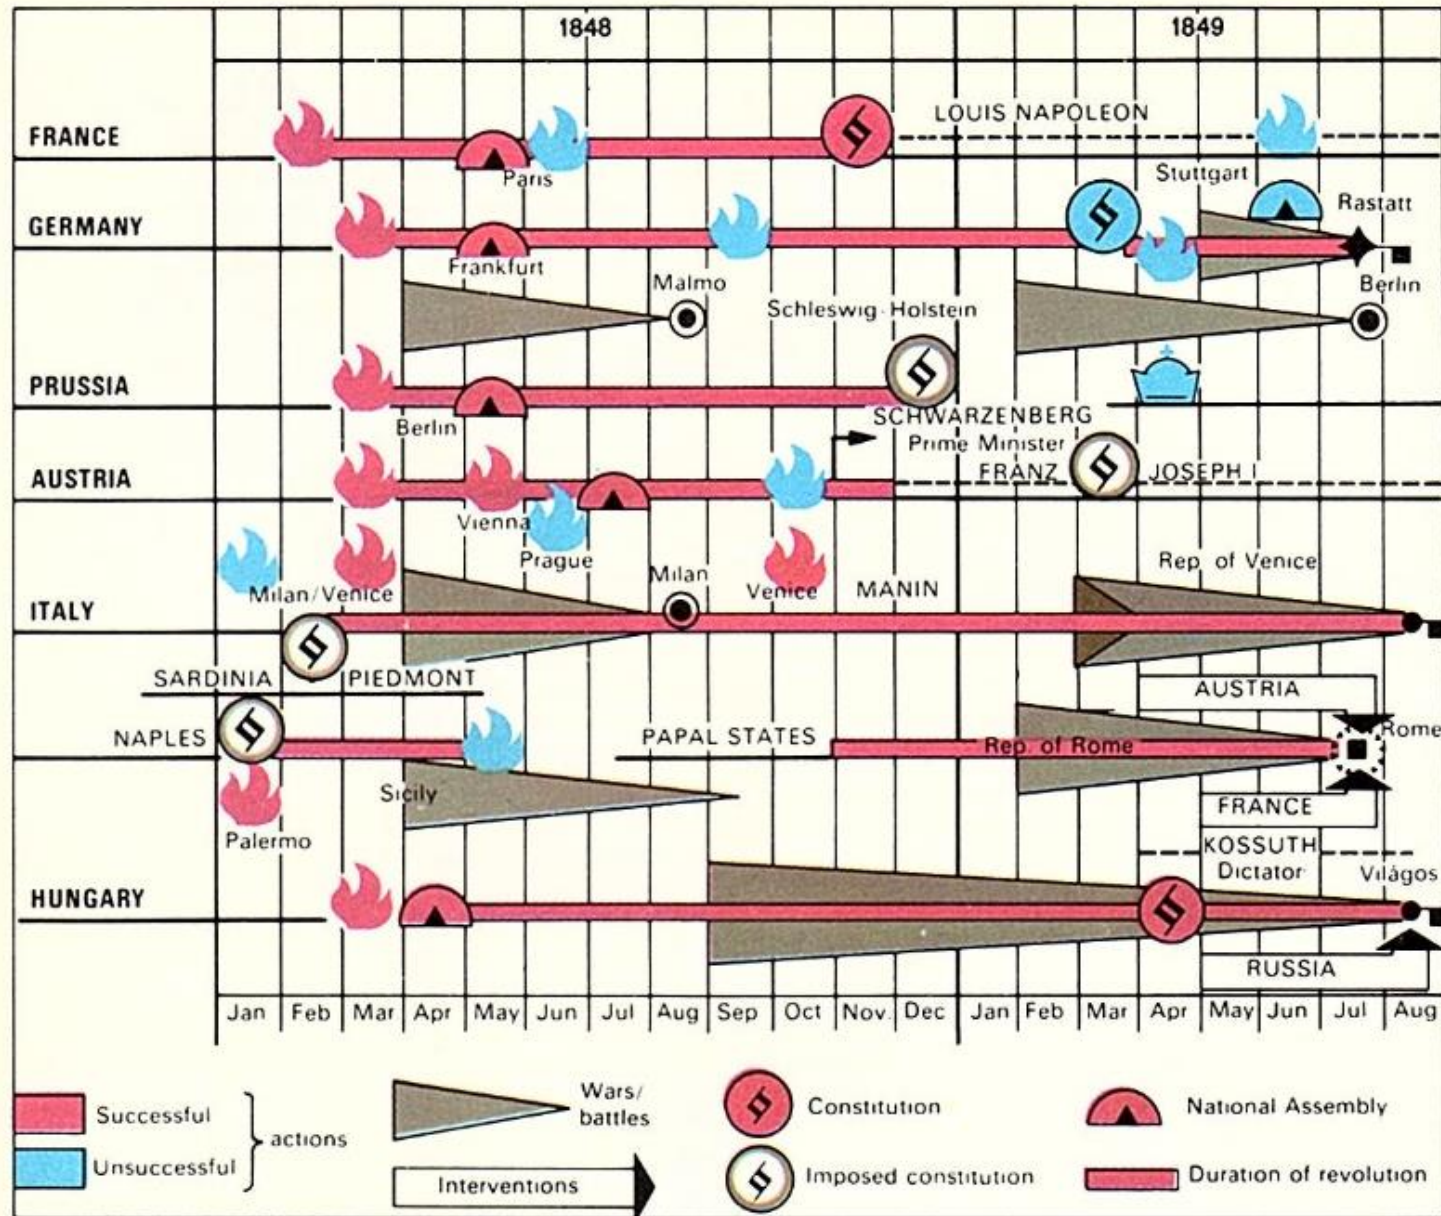 1848
1849
LOUIS NAPOLEON
FRANCE
Paris
Stuttgart
Rastatt
GERMANY
Frankfurt
Malmo
Berlin
Schleswig-Holstein
PRUSSIA
Berlin
SCHWARZENBERG
Prime Minister
AUSTRIA
FRANZ JOSEPH I
Vienna
Prague
Milan
Rep of Venice
Milan/Venice
Venice
MANIN
ITALY
SARDINIA PIEDMONT
AUSTRIA
NAPLES
PAPAL STATES
Rep. of Rome
Rome
Sicily
FRANCE
Palermo
KOSSUTH
Dictator
Világos
HUNGARY
RUSSIA
Jan Feb Mar Apr May Jun Jul Aug Sep Oct Nov. Dec Jan Feb Mar Apr May Jun Jul Aug
Successful
Unsuccessful
actions
Wars/
battles
Interventions
Constitution
Imposed constitution
National Assembly
Duration of revolution